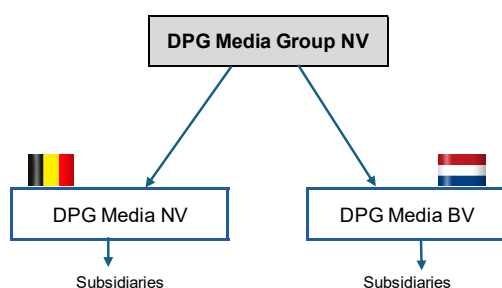 DPG Media Group NV
DPG Media NV
DPG Media BV
Subsidiaries
Subsidiaries